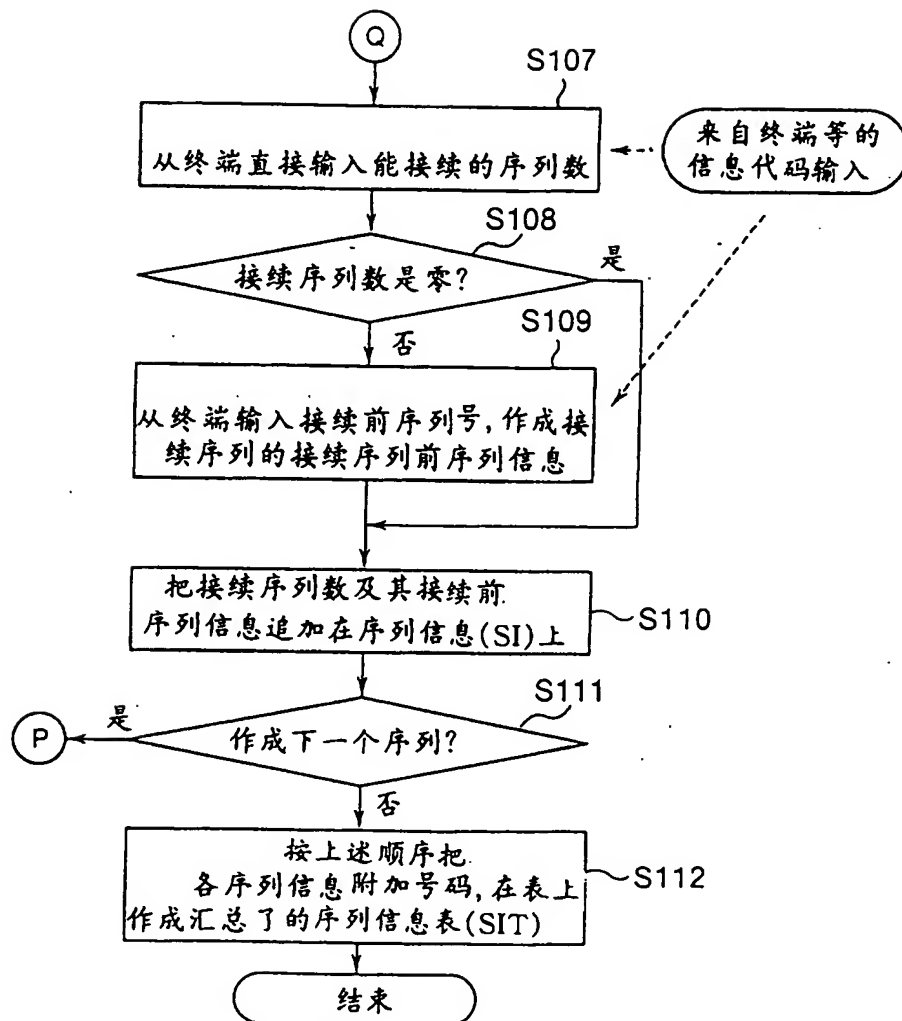 Q
S107
从终端直接输入能接续的序列数
来自终端等的
信息代码输入
S108
接续序列数是零?
是
否
S109
从终端输入接续前序列号,作成接
续序列的接续序列前序列信息
把接续序列数及其接续前
序列信息追加在序列信息(SI)上
S110
S111
作成下一个序列?
是
P
否
按上述顺序把
各序列信息附加号码,在表上
作成汇总了的序列信息表(SIT)
S112
结束